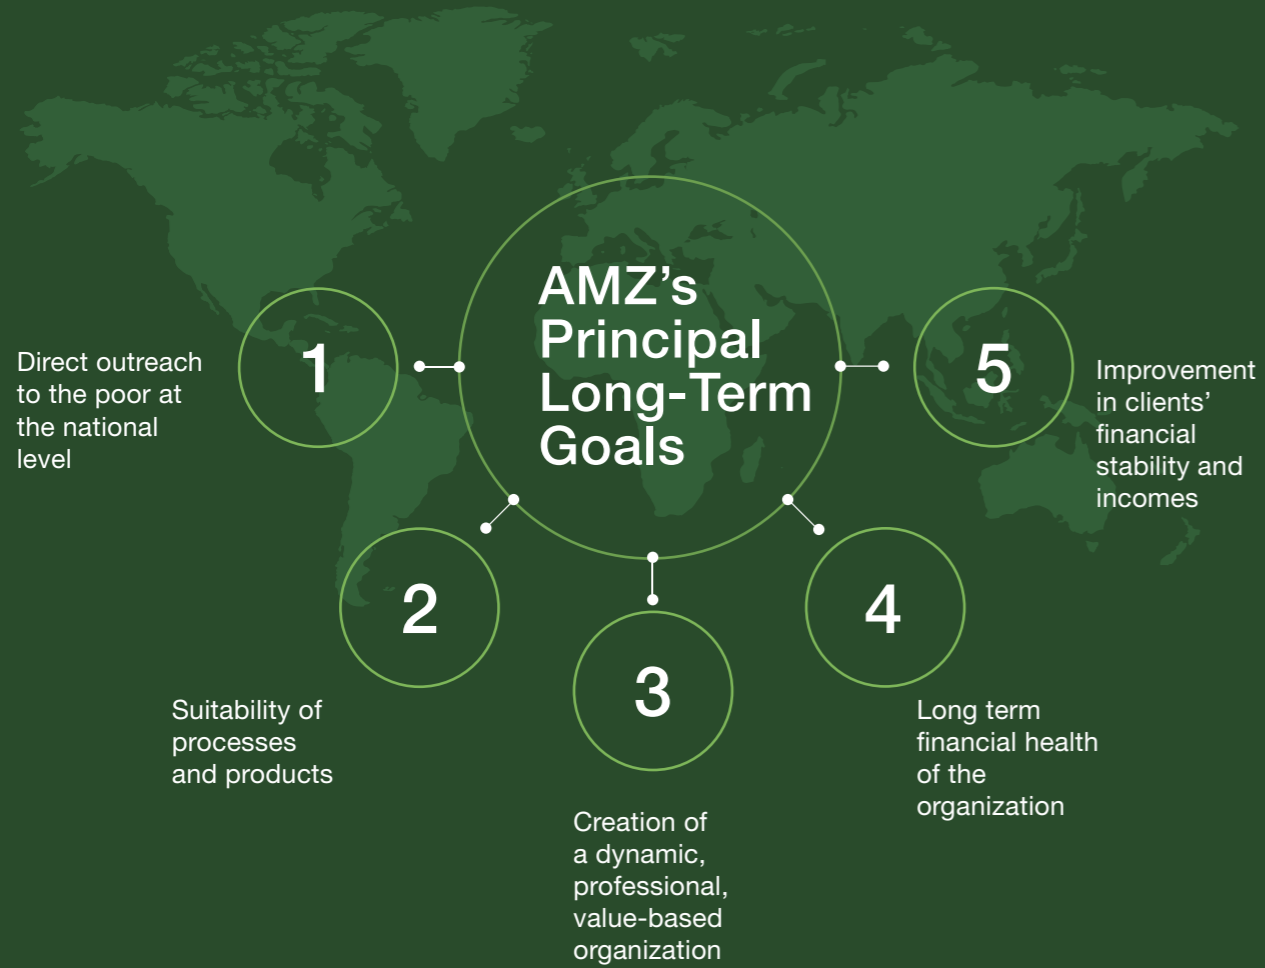 AMZ’s
Principal
Long-Term
Goals
1
Direct outreach
to the poor at
the national
level
2
Suitability of
processes
and products
3
Creation of
a dynamic,
professional,
value-based
organization
4
Long term
financial health
of the
organization
5
Improvement
in clients’
financial
stability and
incomes